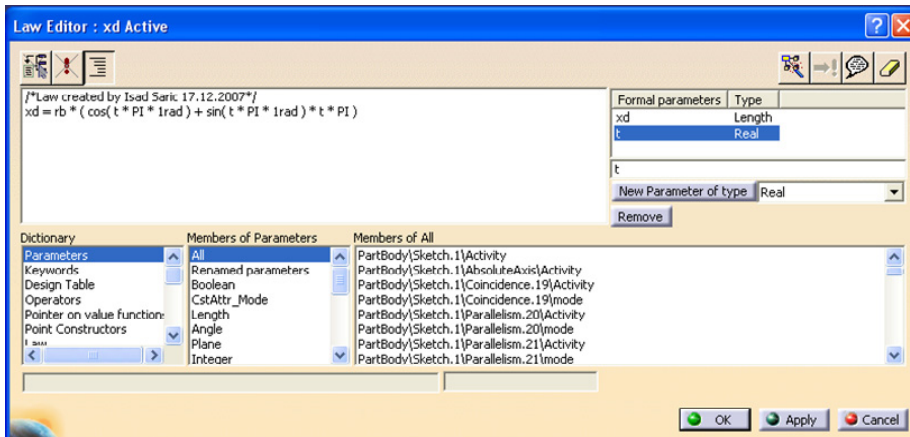 Law Editor : xd Active
/*Law created by Isad Saric 17.12.2007*/
xd = rb * ( cos( t * PI * 1rad ) + sin( t * PI * 1rad ) * t * PI )
Formal parameters Type
xd Length
t Real
t
New Parameter of type Real
Remove
Dictionary Members of Parameters Members of All
Parameters All PartBody\Sketch.1\Activity
Keywords Renamed parameters PartBody\Sketch.1\AbsoluteAxis\Activity
Design Table Boolean PartBody\Sketch.1\Coincidence.19\Activity
Operators CstAttr_Mode PartBody\Sketch.1\Coincidence.19\mode
Pointer on value function Length PartBody\Sketch.1\Parallelism.20\Activity
Point Constructors Angle PartBody\Sketch.1\Parallelism.20\mode
Law Plane PartBody\Sketch.1\Parallelism.21\Activity
Integer PartBody\Sketch.1\Parallelism.21\mode
OK Apply Cancel